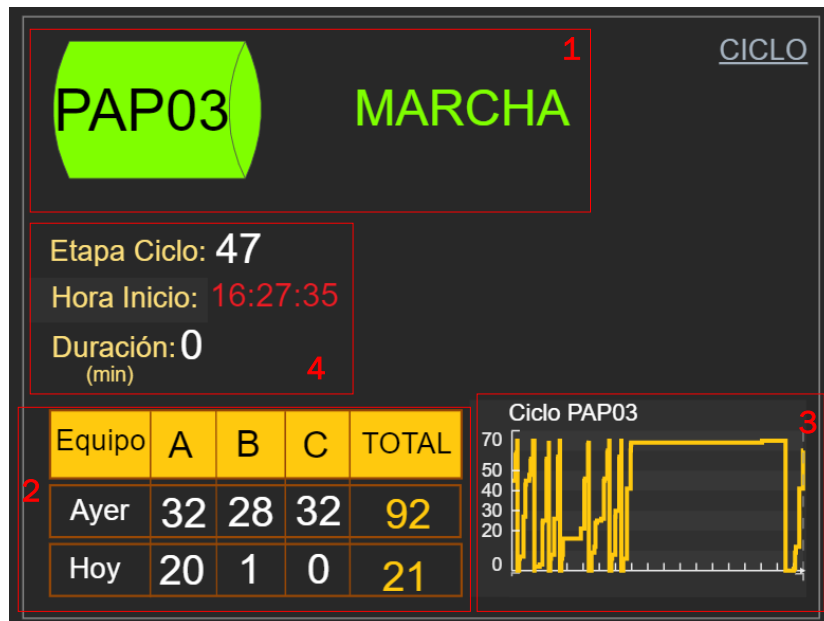 1
CICLO
PAP03
MARCHA
Etapa Ciclo: 47
Hora Inicio: 16:27:35
Duración: 0
(min)
4
2
Equipo A B C TOTAL
Ayer 32 28 32 92
Hoy 20 1 0 21
Ciclo PAP03
3
70
50
40
30
20
0